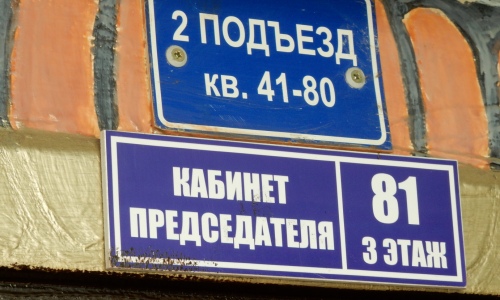 2 ПОДЪЕЗД
КВ. 41-80
КАБИНЕТ
ПРЕДСЕДАТЕЛЯ
81
3 ЭТАЖ